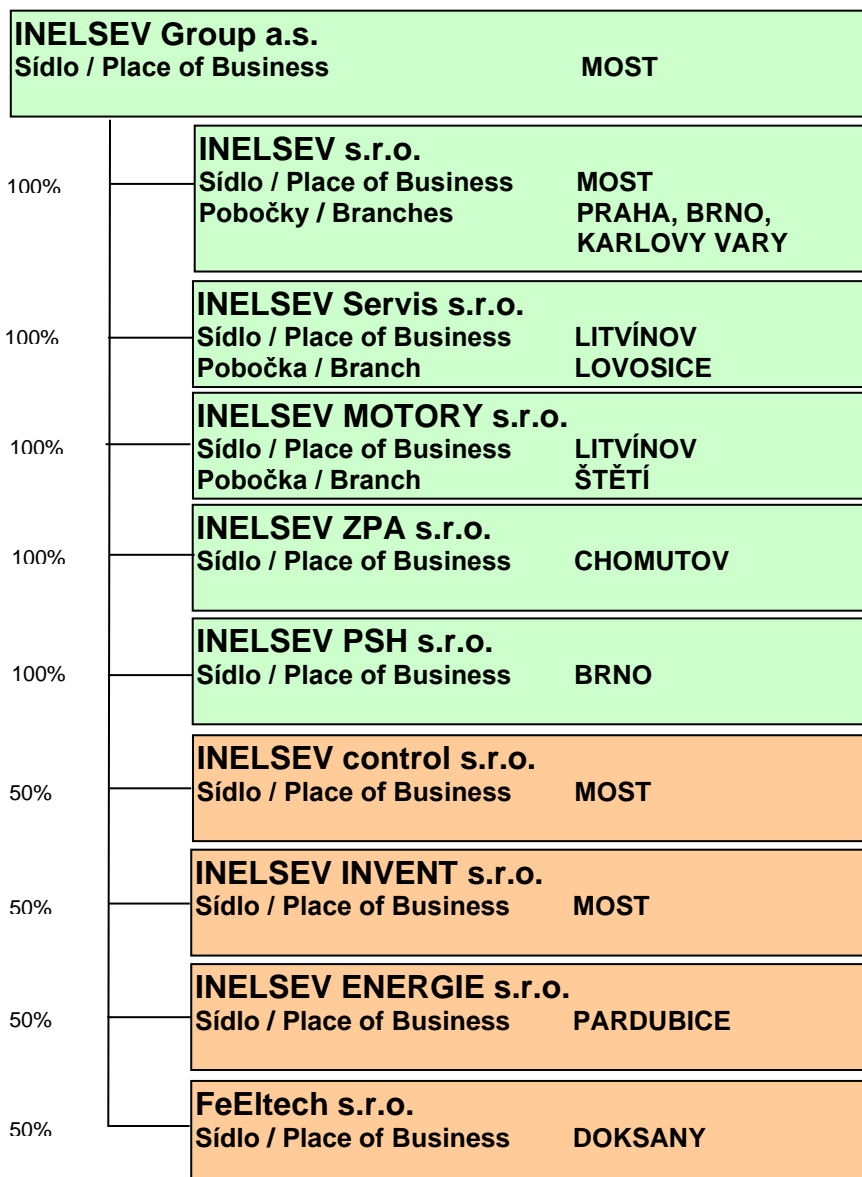 INELSEV Group a.s.
Sídlo / Place of Business MOST
INELSEV s.r.o.
100% Sídlo / Place of Business MOST
Pobočky / Branches PRAHA, BRNO,
KARLOVY VARY
INELSEV Servis s.r.o.
100% Sídlo / Place of Business LITVÍNOV
Pobočka / Branch LOVOSICE
INELSEV MOTORY s.r.o.
100% Sídlo / Place of Business LITVÍNOV
Pobočka / Branch ŠTĚTÍ
INELSEV ZPA s.r.o.
100% Sídlo / Place of Business CHOMUTOV
INELSEV PSH s.r.o.
100% Sídlo / Place of Business BRNO
INELSEV control s.r.o.
50% Sídlo / Place of Business MOST
INELSEV INVENT s.r.o.
50% Sídlo / Place of Business MOST
INELSEV ENERGIE s.r.o.
50% Sídlo / Place of Business PARDUBICE
FeEltech s.r.o.
50% Sídlo / Place of Business DOKSANY